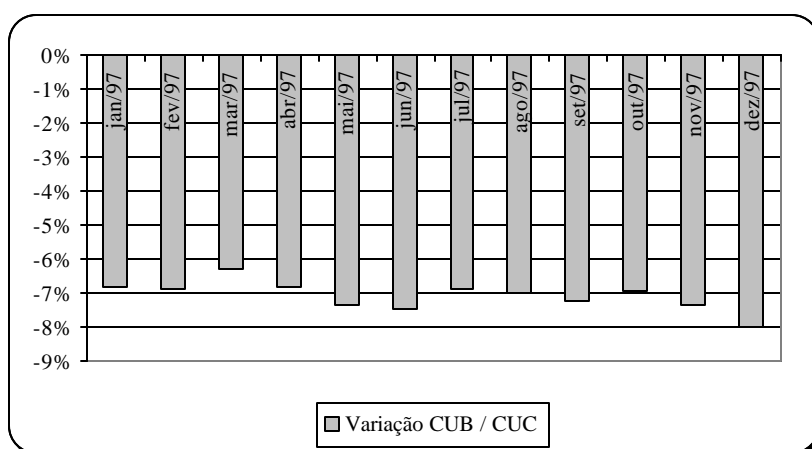 0%
-1%
-2%
-3%
-4%
-5%
-6%
-7%
-8%
-9%
jan/97
fev/97
mar/97
abr/97
mai/97
jun/97
jul/97
ago/97
set/97
out/97
nov/97
dez/97
Variação CUB / CUC